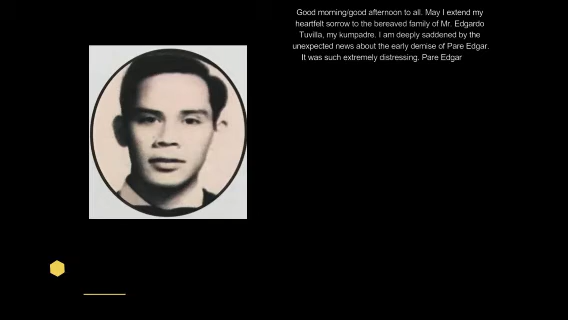 Good morning/good afternoon to all. May I extend my
heartfelt sorrow to the bereaved family of Mr. Edgardo
Tuvilla, my kumpadre. I am deeply saddened by the
unexpected news about the early demise of Pare Edgar.
It was such extremely distressing. Pare Edgar